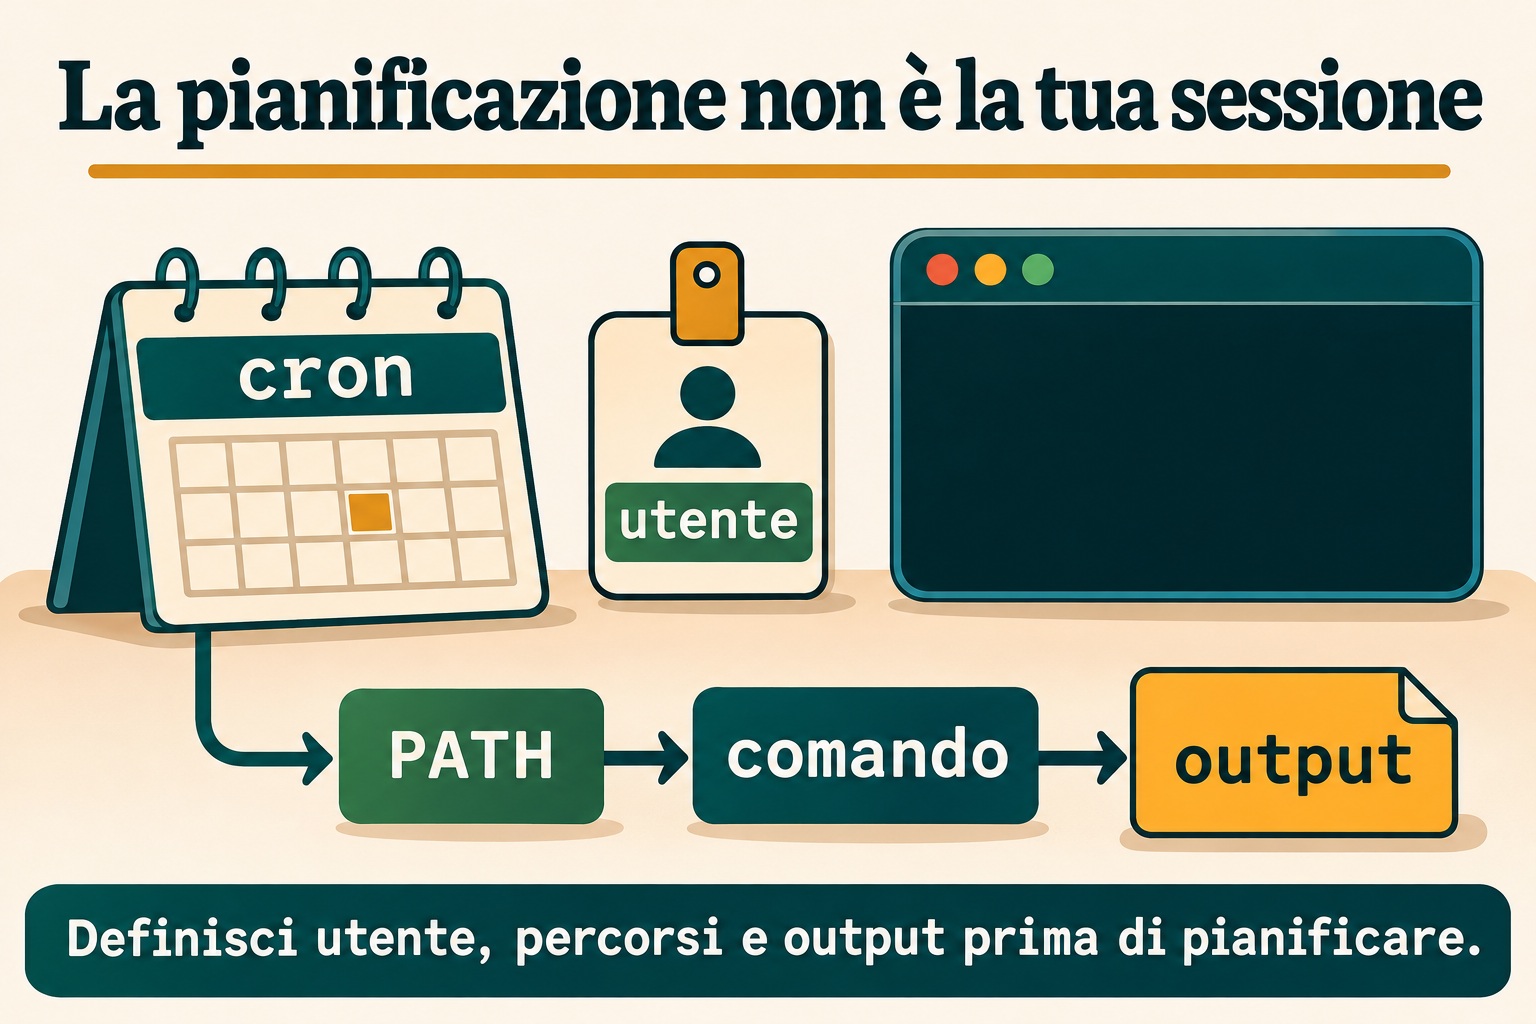 La pianificazione non è la tua sessione
cron
utente
PATH
comando
output
Definisci utente, percorsi e output prima di pianificare.